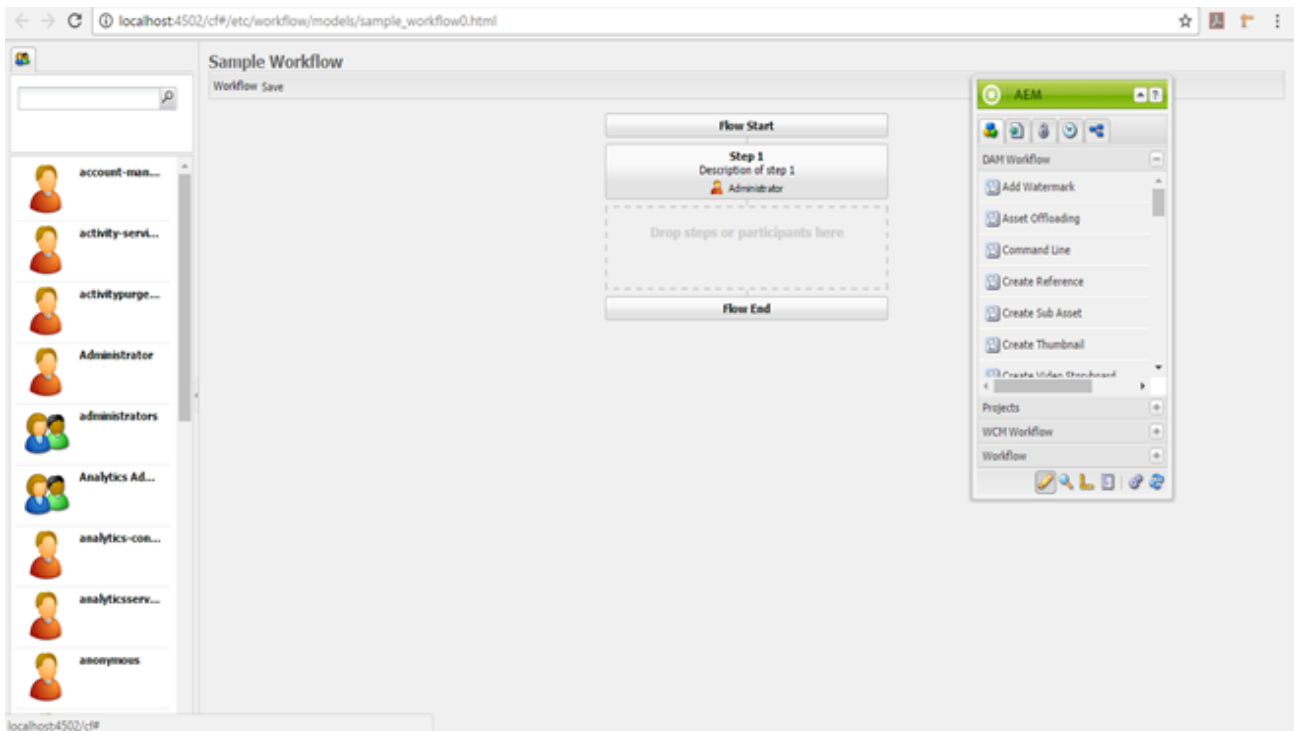 localhost:4502/cf#/etc/workflow/models/sample_workflow0.html
Sample Workflow
Workflow Save
account-man...
activity-servi...
activitypurge...
Administrator
administrators
Analytics Ad...
analytics-con...
analyticsserv...
anonymous
Flow Start
Step 1
Description of step 1
Administrator
Drop steps or participants here
Flow End
AEM
?
DAM Workflow
Add Watermark
Asset Offloading
Command Line
Create Reference
Create Sub Asset
Create Thumbnail
Create Video Storyboard
Projects
WCM Workflow
Workflow
localhost:4502/cf#